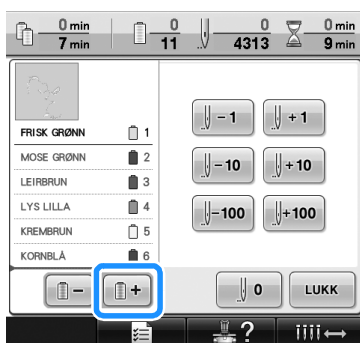 0 min 0 0 0 min
7 min 11 4313 9 min
FRISK GRØNN 1
MOSE GRØNN 2
LEIRBRUN 3
LYS LILLA 4
KREMBRUN 5
KORNBLÅ 6
-1 +1
-10 +10
-100 +100
- + 0 LUKK
?